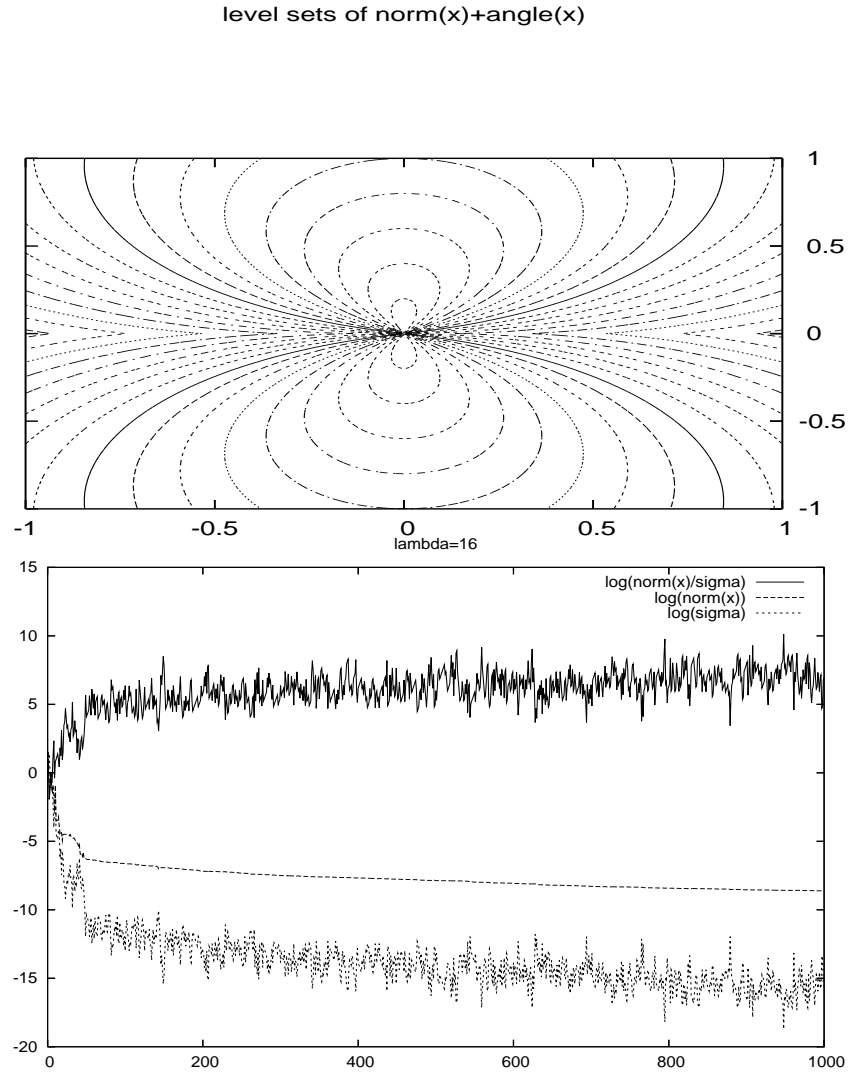 level sets of norm(x)+angle(x)
1
0.5
0
-0.5
-1
-1 -0.5 0 0.5 1
lambda=16
15
10
5
0
-5
-10
-15
-20
log(norm(x)/sigma)
log(norm(x))
log(sigma)
0 200 400 600 800 1000